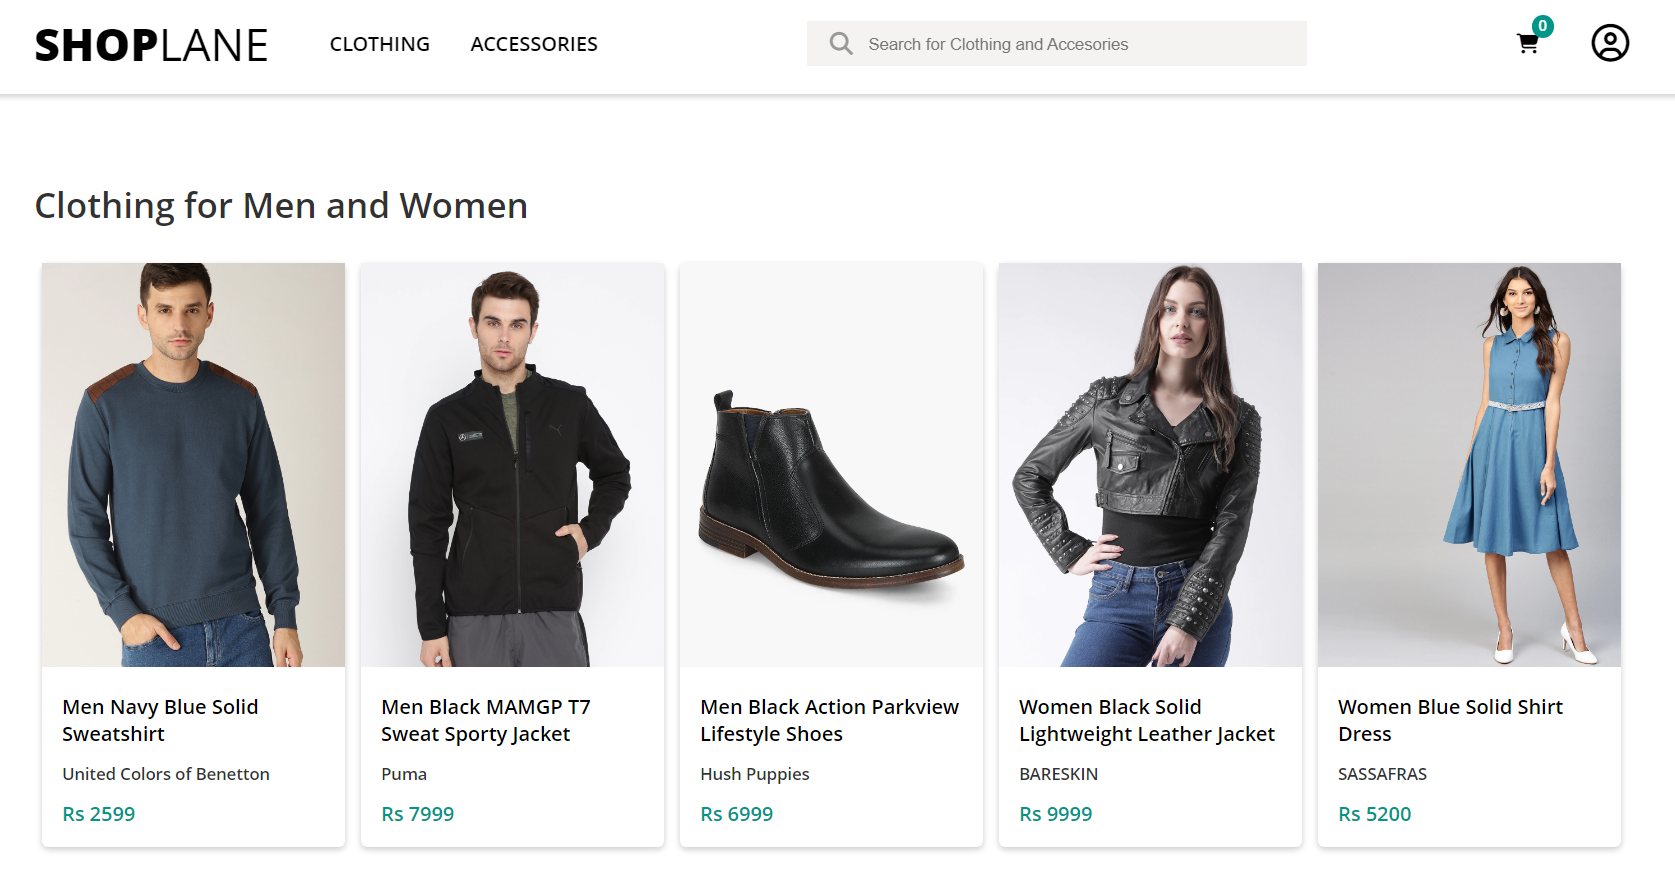 SHOPLANE
CLOTHING
ACCESSORIES
Search for Clothing and Accesories
0
Clothing for Men and Women
Men Navy Blue Solid
Sweatshirt
United Colors of Benetton
Rs 2599
Men Black MAMGP T7
Sweat Sporty Jacket
Puma
Rs 7999
Men Black Action Parkview
Lifestyle Shoes
Hush Puppies
Rs 6999
Women Black Solid
Lightweight Leather Jacket
BARESKIN
Rs 9999
Women Blue Solid Shirt
Dress
SASSAFRAS
Rs 5200